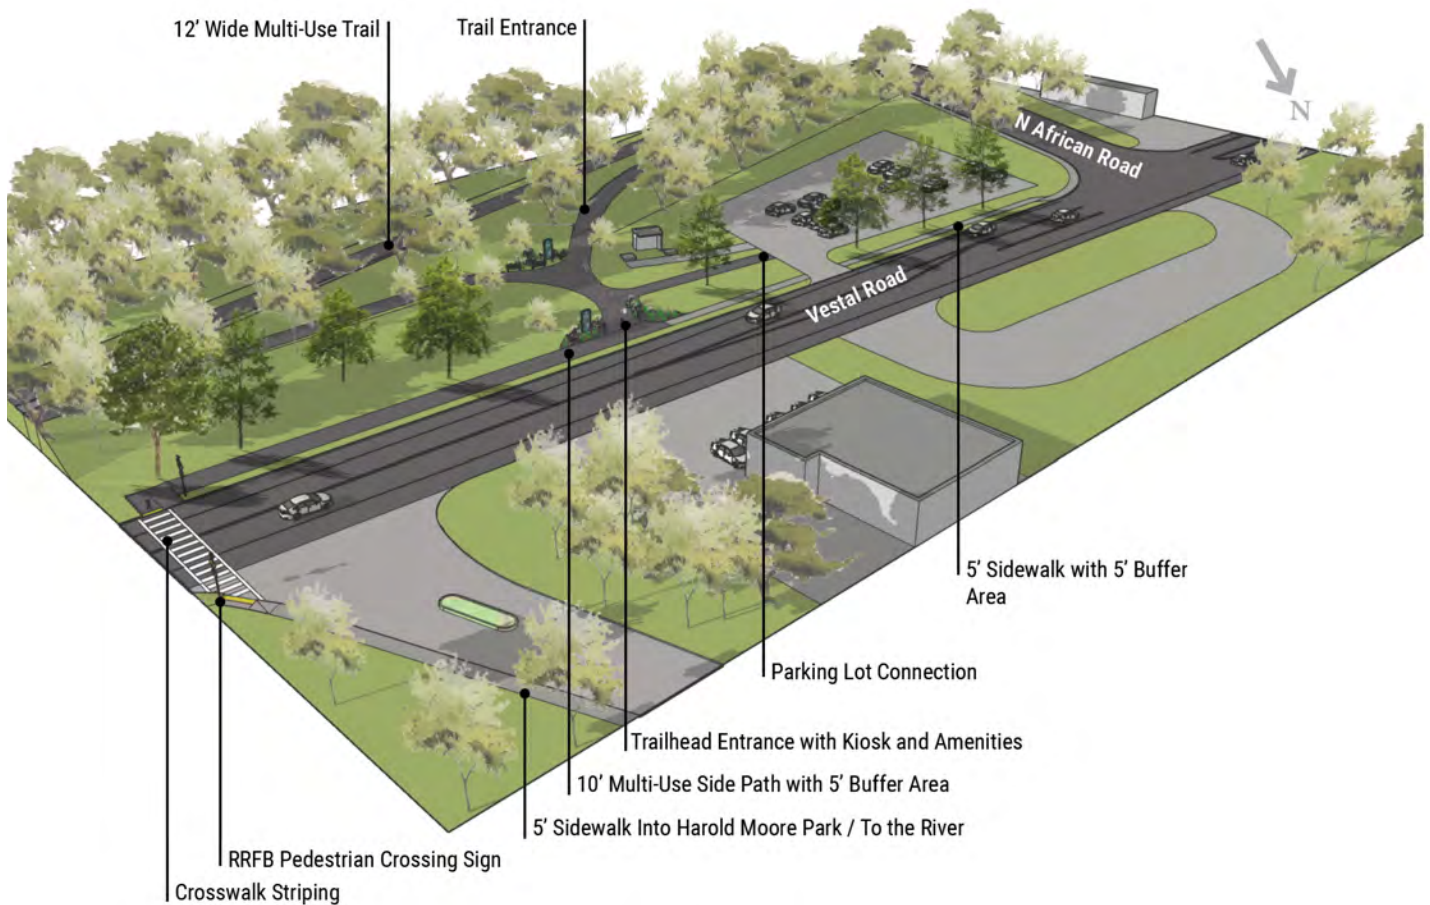 12’ Wide Multi-Use Trail
Trail Entrance
N
N African Road
Vestal Road
5’ Sidewalk with 5’ Buffer
Area
Parking Lot Connection
Trailhead Entrance with Kiosk and Amenities
10’ Multi-Use Side Path with 5’ Buffer Area
5’ Sidewalk Into Harold Moore Park / To the River
RRFB Pedestrian Crossing Sign
Crosswalk Striping